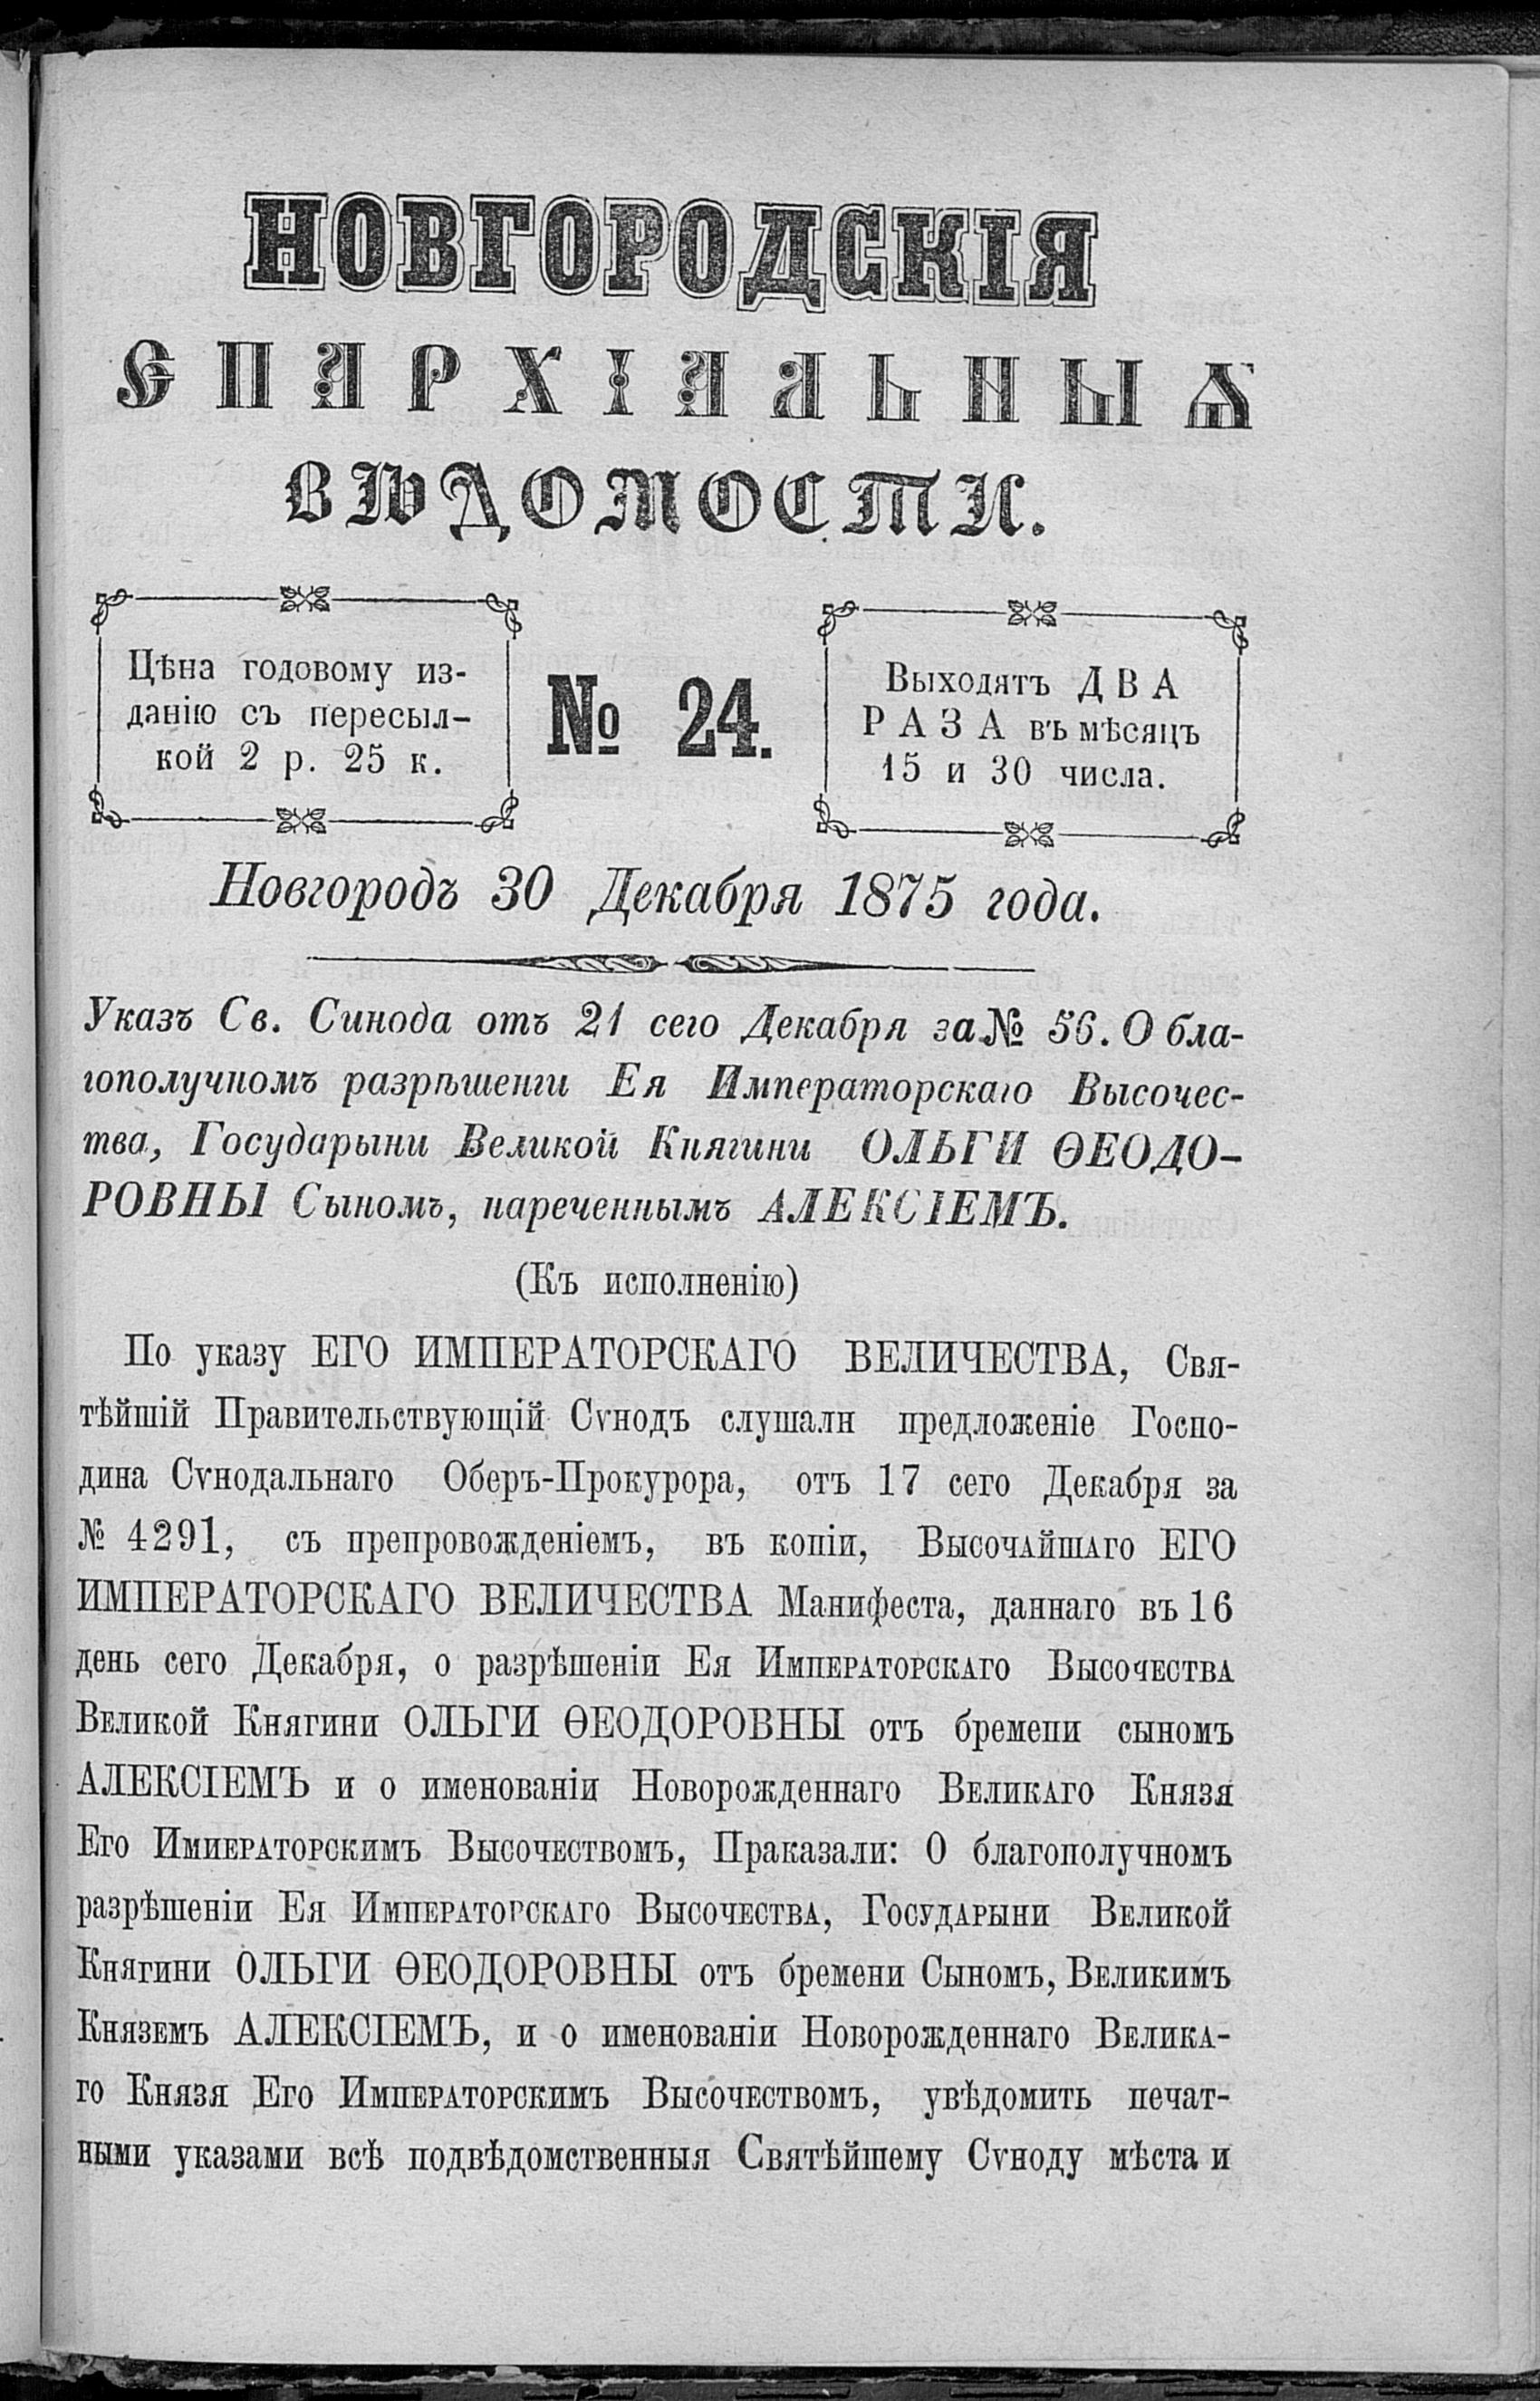 НОВГОРОДСКІЯ
ЄПАРХІАЛЬНЫѦ
ВѢДОМОСТИ.
Цѣна годовому из-
данію съ пересыл-
кой 2 р. 25 к.
№ 24.
Выходятъ ДВА
РАЗА въ мѣсяцъ
15 и 30 числа.
Новгородъ 30 Декабря 1875 года.
Указъ Св. Синода отъ 21 сего Декабря за № 56. О бла-
гополучномъ разрѣшеніи Ея Императорскаго Высочес-
тва, Государыни Великой Княгини ОЛЬГИ ѲЕОДО-
РОВНЫ Сыномъ, нареченнымъ АЛЕКСІЕМЪ.
(Къ исполненію)
По указу ЕГО ИМПЕРАТОРСКАГО ВЕЛИЧЕСТВА, Свя-
тѣйшій Правительствующій Сѵнодъ слушали предложеніе Госпо-
дина Сѵнодальнаго Оберъ-Прокурора, отъ 17 сего Декабря за
№ 4291, съ препровожденіемъ, въ копіи, Высочайшаго ЕГО
ИМПЕРАТОРСКАГО ВЕЛИЧЕСТВА Манифеста, даннаго въ 16
день сего Декабря, о разрѣшеніи Ея Императорскаго Высочества
Великой Княгини ОЛЬГИ ѲЕОДОРОВНЫ отъ бремепи сыномъ
АЛЕКСІЕМЪ и о именованіи Новорожденнаго Великаго Князя
Его Имиераторскимъ Высочествомъ, Праказали: О благополучномъ
разрѣшеніи Ея Императорскаго Высочества, Государыни Великой
Княгини ОЛЬГИ ѲЕОДОРОВНЫ отъ бремени Сыномъ, Великимъ
Княземъ АЛЕКСІЕМЪ, и о именованіи Новорожденнаго Велика-
го Князя Его Императорскимъ Высочествомъ, увѣдомить печат-
ными указами всѣ подвѣдомственныя Святѣйшему Сѵноду мѣста и